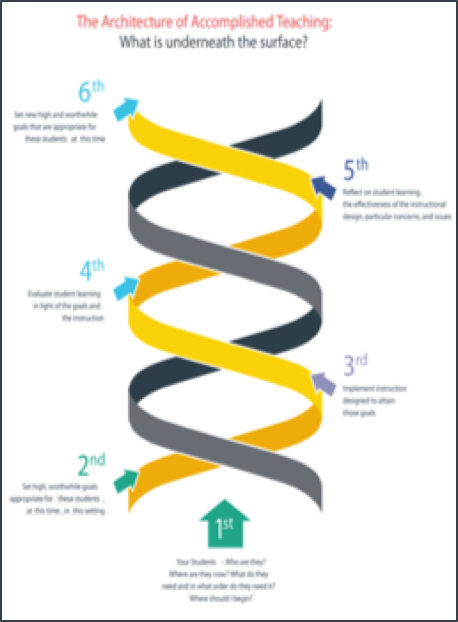 The Architecture of Accomplished Teaching:
What is underneath the surface?
6th
Set new high and worthwhile
goals that are appropriate for
these students at this time
5th
Reflect on student learning,
the effectiveness of the instructional
design, particular concerns, and issues
4th
Evaluate student learning
in light of the goals and
the instruction
3rd
Implement instruction
designed to attain
those goals
2nd
Set high, worthwhile goals
appropriate for these students ,
at this time , in this setting
1st
Your Students - Who are they?
Where are they now? What do they
need and in what order do they need it?
Where should I begin?